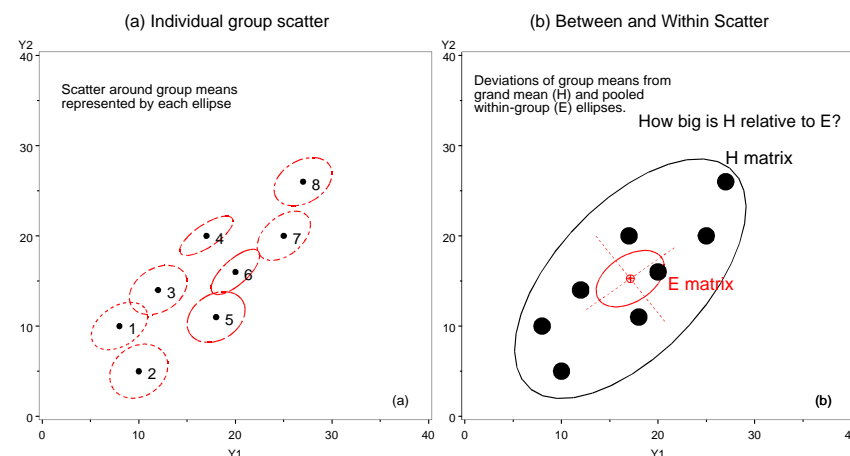 (a) Individual group scatter
Y2
40
30
20
10
0
Scatter around group means
represented by each ellipse
8
4
7
6
3
5
1
2
(a)
0
10
20
30
40
Y1
(b) Between and Within Scatter
Y2
40
30
20
10
0
Deviations of group means from
grand mean (H) and pooled
within-group (E) ellipses.
How big is H relative to E?
H matrix
E matrix
(b)
0
10
20
30
40
Y1